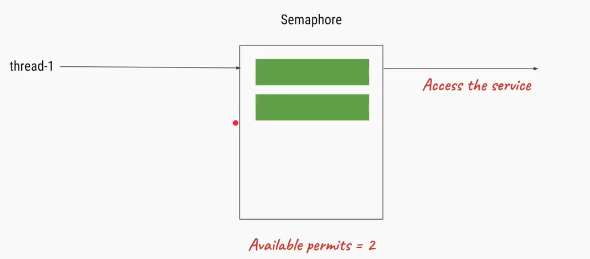 Semaphore
thread-1
Access the service
Available permits = 2